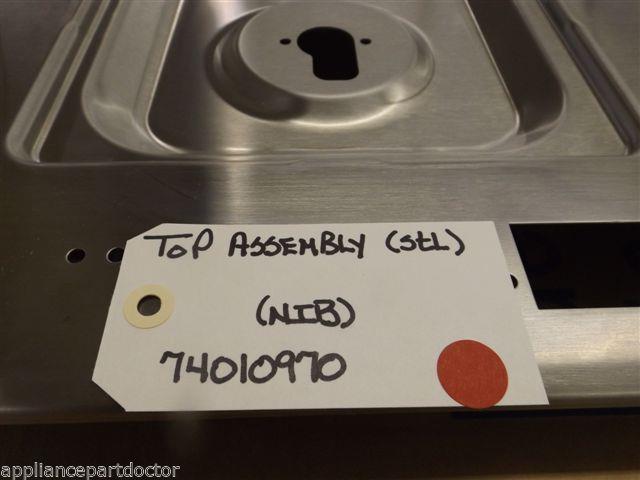 TOP ASSEMBLY (StL)
(NIB)
74010970
appliancepartdoctor